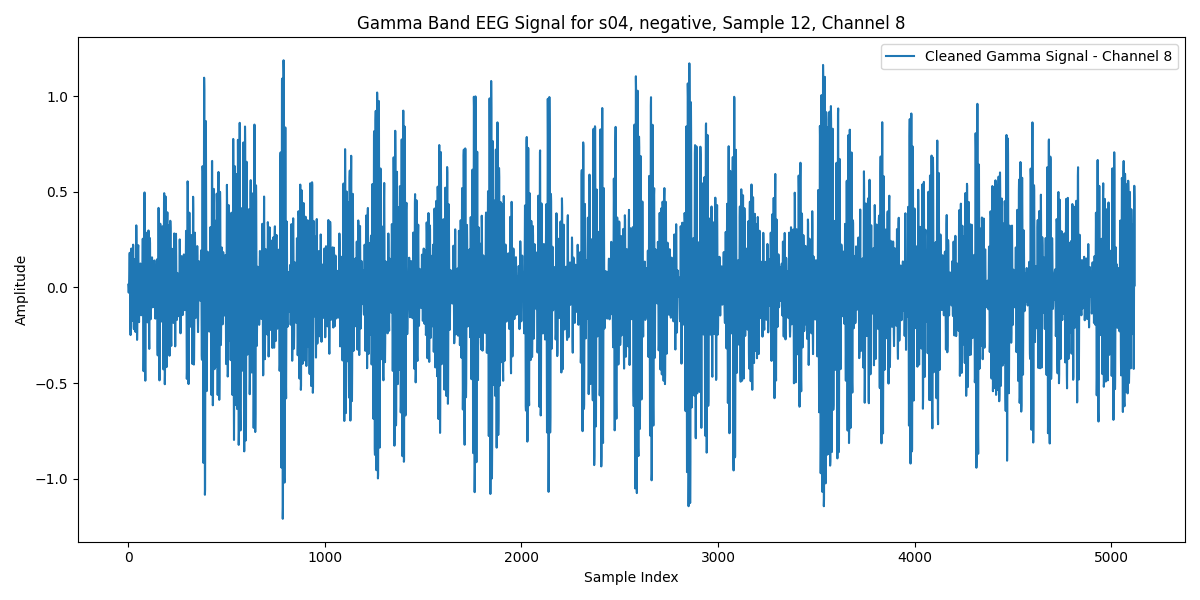 Gamma Band EEG Signal for s04, negative, Sample 12, Channel 8
Cleaned Gamma Signal - Channel 8
1.0
0.5
0.0
−0.5
−1.0
Amplitude
0 1000 2000 3000 4000 5000
Sample Index